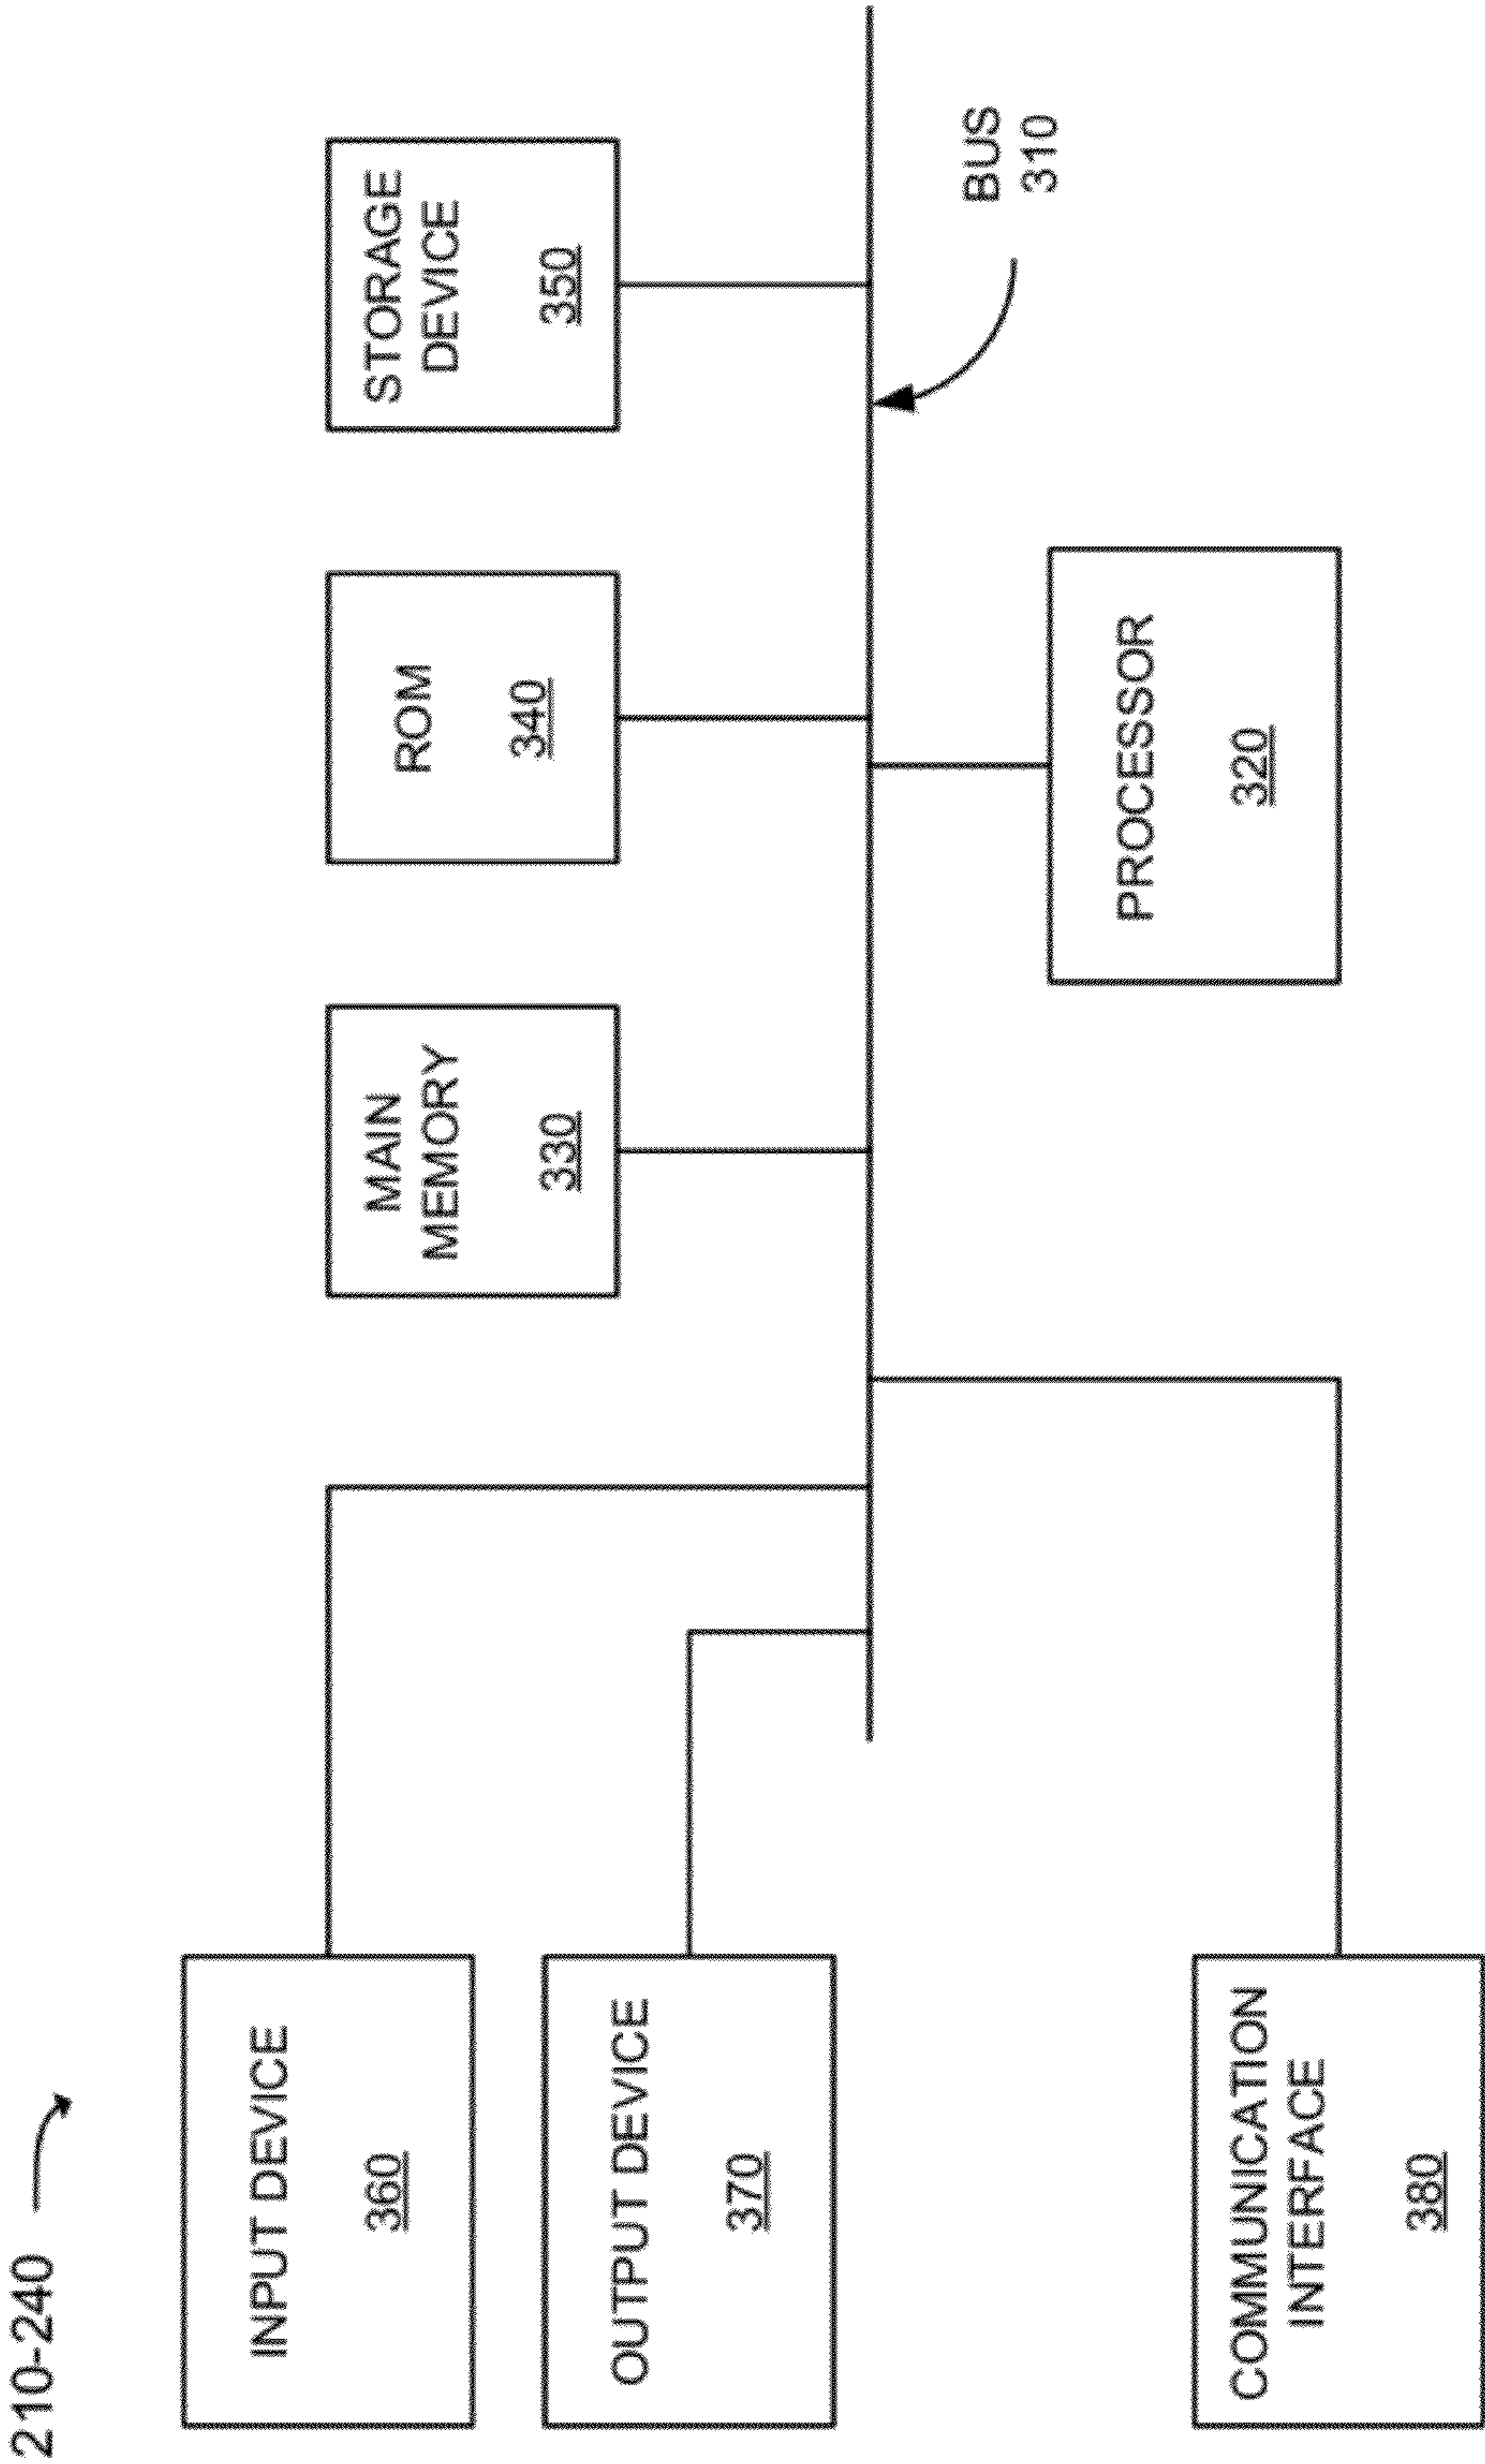 210-240
INPUT DEVICE
360
OUTPUT DEVICE
370
COMMUNICATION
INTERFACE
380
MAIN
MEMORY
330
ROM
340
STORAGE
DEVICE
350
PROCESSOR
320
BUS
310